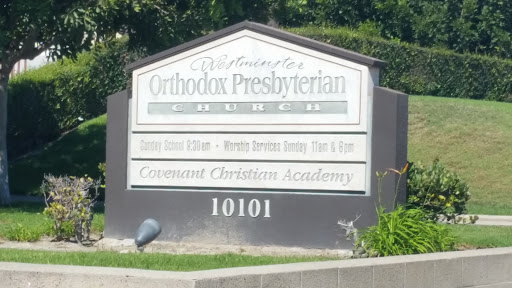 Westminster
Orthodox Presbyterian
CHURCH
Sunday School 9:30am - Worship Services Sunday 11am & 6pm
Covenant Christian Academy
10101